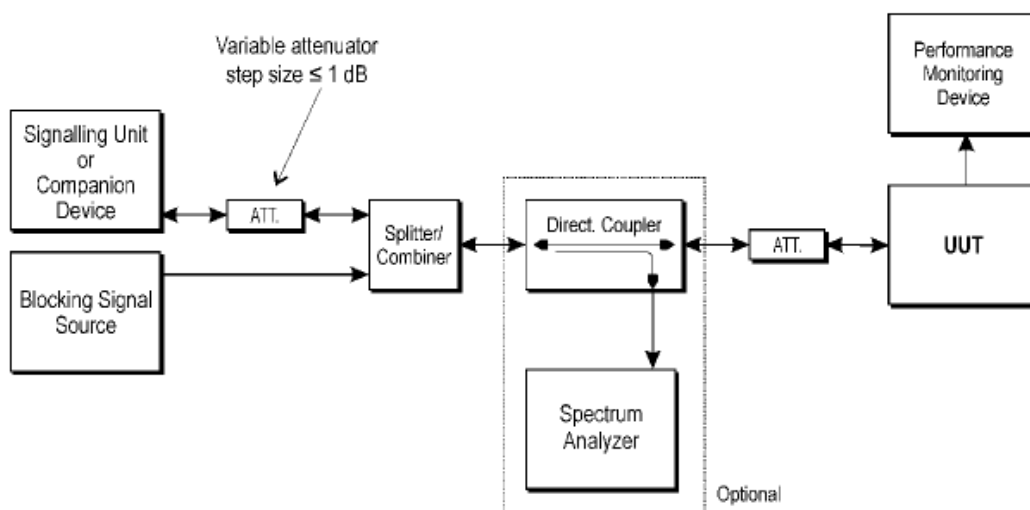 Variable attenuator
step size ≤ 1 dB
Signalling Unit
or
Companion
Device
ATT.
Blocking Signal
Source
Splitter/
Combiner
Direct. Coupler
Spectrum
Analyzer
Optional
ATT.
Performance
Monitoring
Device
UUT